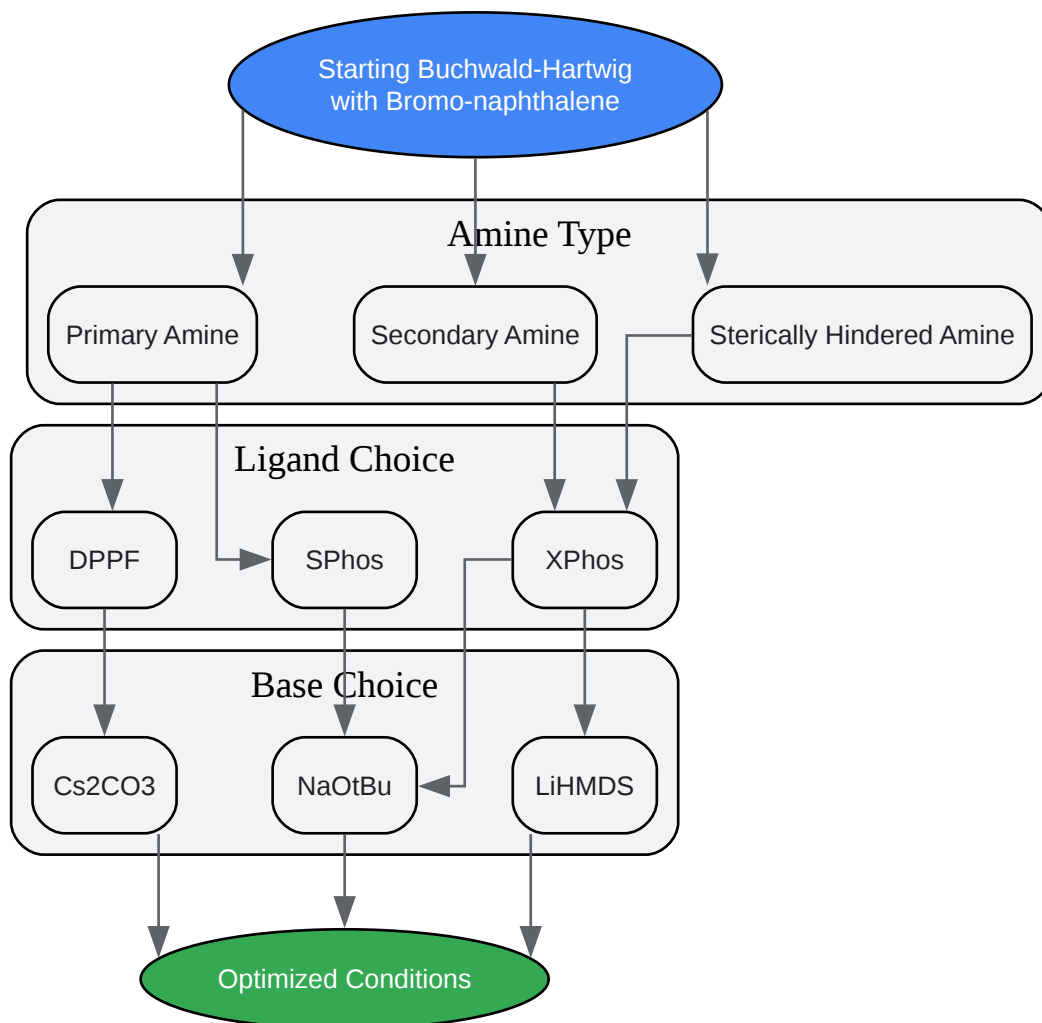 Starting Buchwald-Hartwig
with Bromo-naphthalene
Amine Type
Primary Amine
Secondary Amine
Sterically Hindered Amine
Ligand Choice
DPPF
SPhos
XPhos
Base Choice
Cs2CO3
NaOtBu
LiHMDS
Optimized Conditions